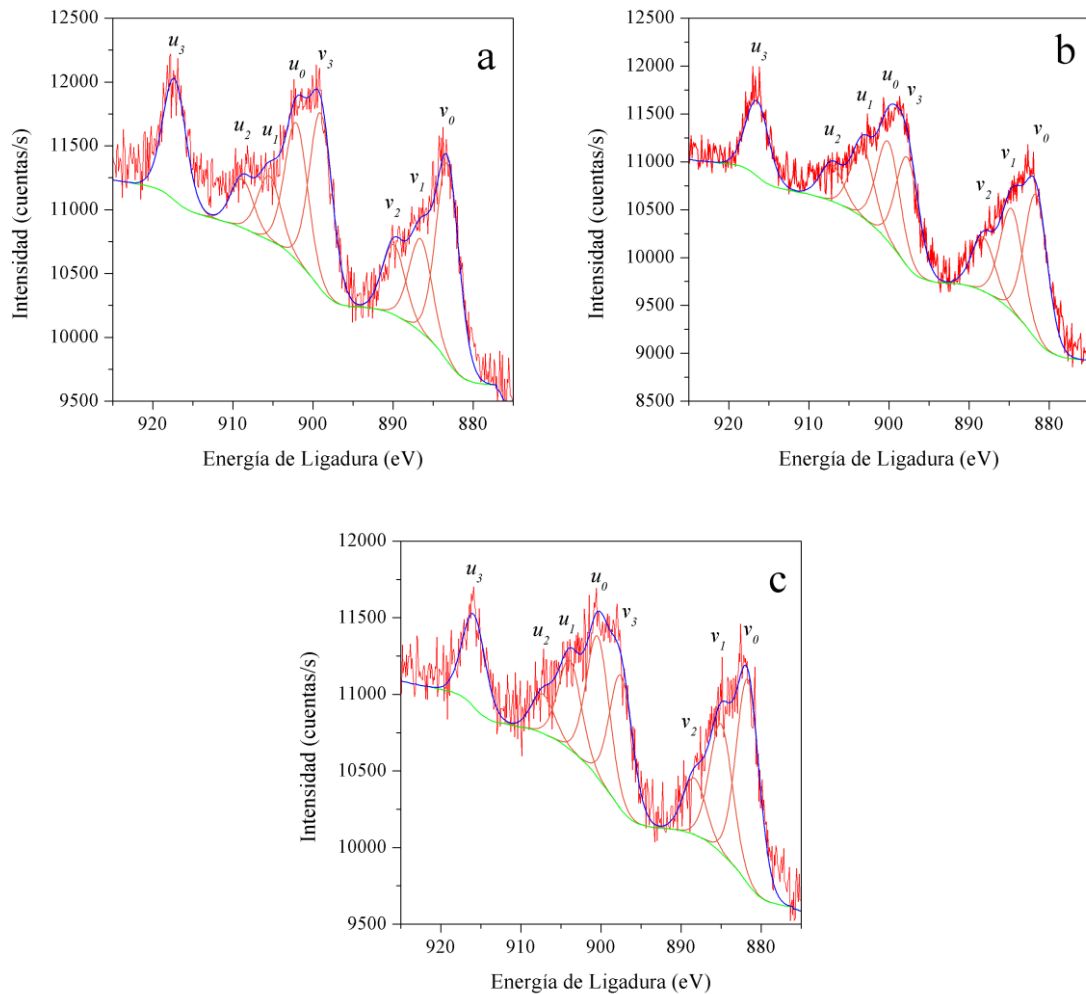 a
12500
12000
11500
11000
10500
10000
9500
Intensidad (cuentas/s)
u3
u2
u1
u0
v3
v2
v1
v0
920 910 900 890 880
Energía de Ligadura (eV)
b
12500
12000
11500
11000
10500
10000
9500
9000
8500
Intensidad (cuentas/s)
u3
u2
u1
u0
v3
v2
v1
v0
920 910 900 890 880
Energía de Ligadura (eV)
c
12000
11500
11000
10500
10000
9500
Intensidad (cuentas/s)
u3
u2
u1
u0
v3
v2
v1
v0
920 910 900 890 880
Energía de Ligadura (eV)